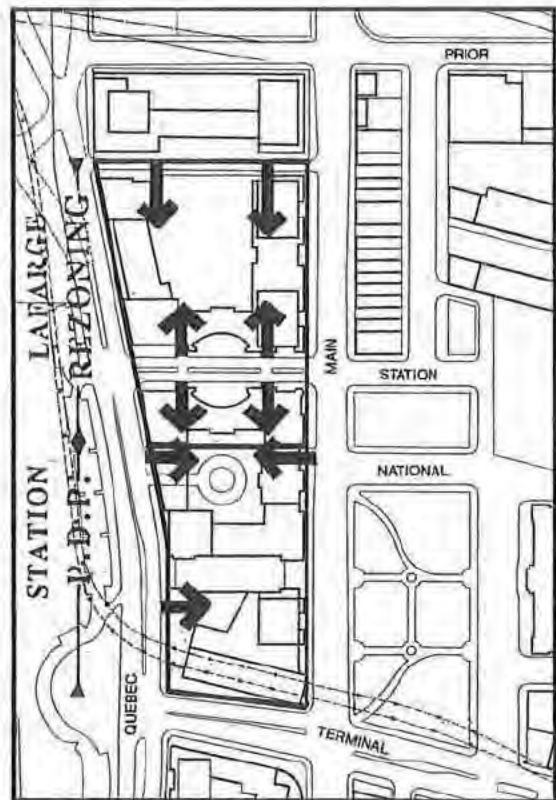 PRIOR
STATION LAFARGE
P.D.P. REZONING
MAIN
STATION
NATIONAL
QUEBEC
TERMINAL